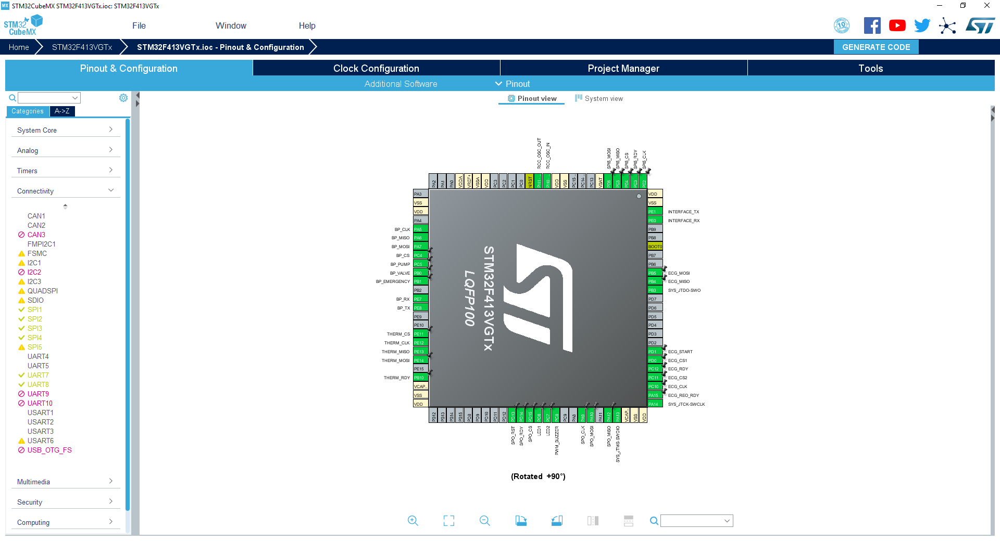 MX STM32CubeMX STM32F413VGTx.ioc: STM32F413VGTx
STM32 CubeMX
File Window Help
10
ST
Home STM32F413VGTx STM32F413VGTx.ioc - Pinout & Configuration GENERATE CODE
Pinout & Configuration Clock Configuration Project Manager Tools
Additional Software Pinout
Pinout view System view
Categories A->Z
System Core
Analog
Timers
Connectivity
CAN1
CAN2
CAN3
FMPI2C1
FSMC
I2C1
I2C2
I2C3
QUADSPI
SDIO
SPI1
SPI2
SPI3
SPI4
SPI5
UART4
UART5
UART7
UART8
UART9
UART10
USART1
USART2
USART3
USART6
USB_OTG_FS
Multimedia
Security
Computing
RCC_OSC_OUT
RCC_OSC_IN
SPI5_MOSI
SPI5_MISO
SPI5_CS
SPI5_RDY
SPI5_CLK
PA2
PA1
PA0
VDDA
VREF+
VSSA
VDD
PC3
PC2
PC1
PC0
NRST
PH1...
PH0...
VDD
VSS
PC15...
PC14...
PC13
VBAT
PE6
PE5
PE4
PE3
PE2
PA3
VSS
VDD
PA4
BP_CLK PA5
BP_MISO PA6
BP_MOSI PA7
BP_CS PC4
BP_PUMP PC5
BP_VALVE PB0
BP_EMERGENCY PB1
PB2
BP_RX PE7
BP_TX PE8
PE9
PE10
THERM_CS PE11
THERM_CLK PE12
THERM_MISO PE13
THERM_MOSI PE14
PE15
THERM_RDY PB10
VCAP...
VSS
VDD
STM32F413VGTx
LQFP100
VDD
VSS
PE1 INTERFACE_TX
PE0 INTERFACE_RX
PB9
PB8
BOOT0
PB7
PB6
PB5 ECG_MOSI
PB4 ECG_MISO
PB3 SYS_JTDO-SWO
PD7
PD6
PD5
PD4
PD3
PD2
PD1 ECG_START
PD0 ECG_CS1
PC12 ECG_RDY
PC11 ECG_CS2
PC10 ECG_CLK
PA15 ECG_REO_RDY
PA14 SYS_JTCK-SWCLK
PB12
PB13
PB14
PB15
PD8
PD9
PD10
PD11
PD12
PD13
PD14
PD15
PC6
PC7
PC8
PC9
PA8
PA9
PA10
PA11
PA12
PA13
VCAP...
VSS
VDD
SPO_RST
SPO_RDY
SPO_CS
LED1
LED2
PWM_BUZZER
SPO_CLK
SPO_MOSI
SPO_MISO
SYS_JTMS-SWDIO
(Rotated +90°)